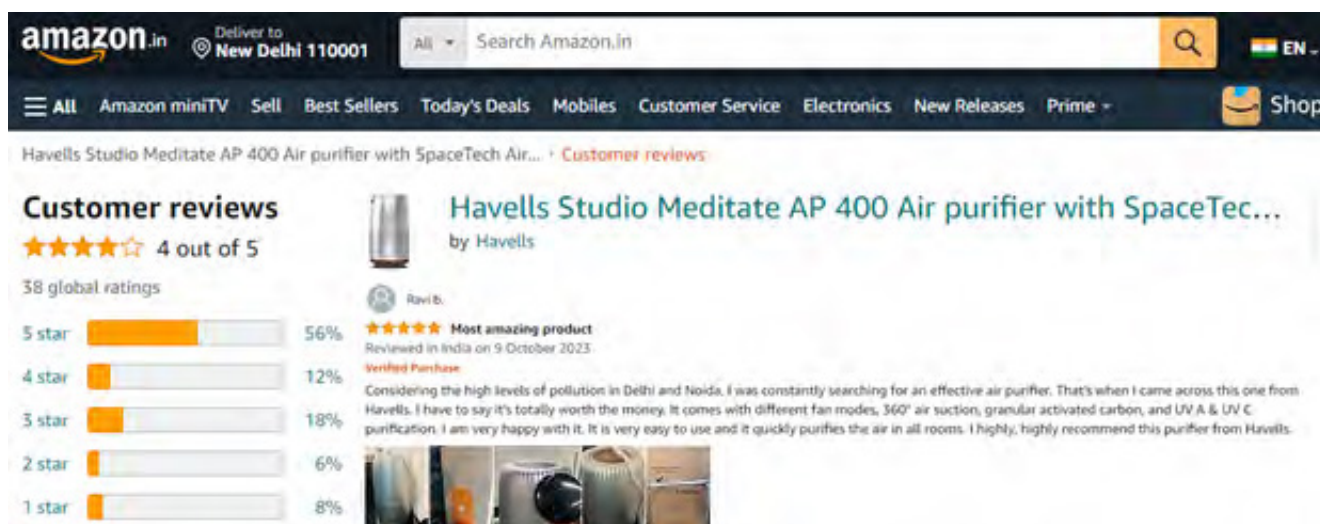 amazon.in
Deliver to
New Delhi 110001
All
Search Amazon.in
EN
All Amazon miniTV Sell Best Sellers Today's Deals Mobiles Customer Service Electronics New Releases Prime
Shop
Havells Studio Meditate AP 400 Air purifier with SpaceTech Air... › Customer reviews
Customer reviews
4 out of 5
38 global ratings
5 star 56%
4 star 12%
3 star 18%
2 star 6%
1 star 8%
Havells Studio Meditate AP 400 Air purifier with SpaceTec...
by Havells
Ravi B.
Most amazing product
Reviewed in India on 9 October 2023
Verified Purchase
Considering the high levels of pollution in Delhi and Noida, I was constantly searching for an effective air purifier. That's when I came across this one from
Havells. I have to say it's totally worth the money. It comes with different fan modes, 360° air suction, granular activated carbon, and UV A & UV C
purification. I am very happy with it. It is very easy to use and it quickly purifies the air in all rooms. I highly, highly recommend this purifier from Havells.